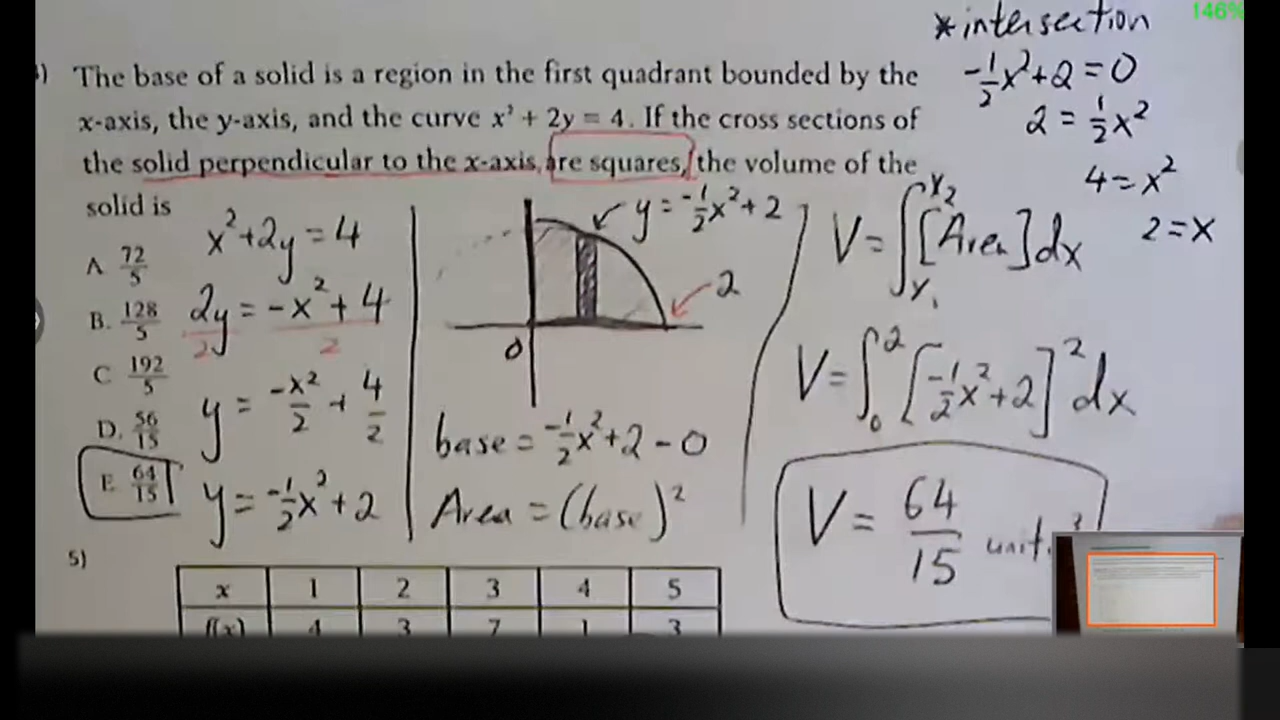 146%
The base of a solid is a region in the first quadrant bounded by the
x-axis, the y-axis, and the curve x² + 2y = 4. If the cross sections of
the solid perpendicular to the x-axis are squares, the volume of the
solid is
A. 72/5
B. 128/5
C 192/5
D. 56/15
E. 64/15
x²+2y=4
2y = -x²+4
2 2
y = -x²/2 + 4/2
y = -1/2x²+2
y = -1/2x²+2
2
0
base = -1/2x²+2-0
Area = (base)²
*intersection
-1/2x²+2=0
2 = 1/2x²
4=x²
2=x
V=∫[Area]dx
V=∫₀²[-1/2x²+2]²dx
V= 64/15
5)
x 1 2 3 4 5
f(x) 4 3 7 1 3